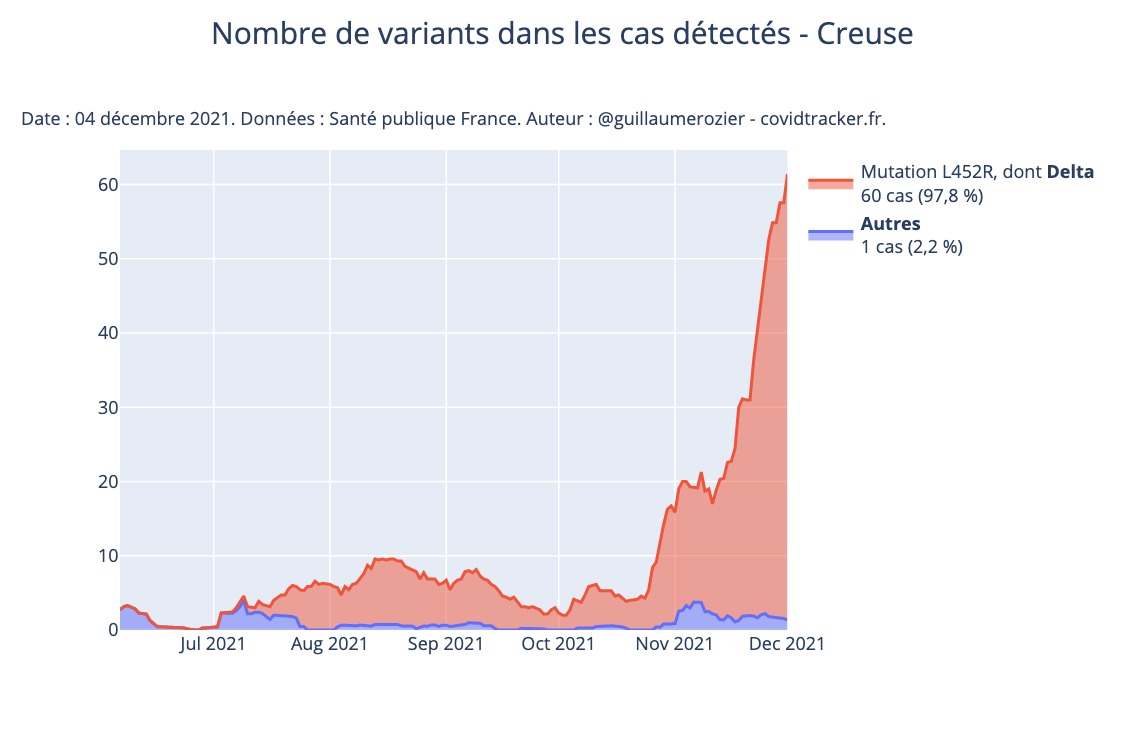 Nombre de variants dans les cas détectés - Creuse
Date : 04 décembre 2021. Données : Santé publique France. Auteur : @guillaumerozier - covidtracker.fr.
Mutation L452R, dont Delta
60 cas (97,8 %)
Autres
1 cas (2,2 %)
60
50
40
30
20
10
0
Jul 2021 Aug 2021 Sep 2021 Oct 2021 Nov 2021 Dec 2021